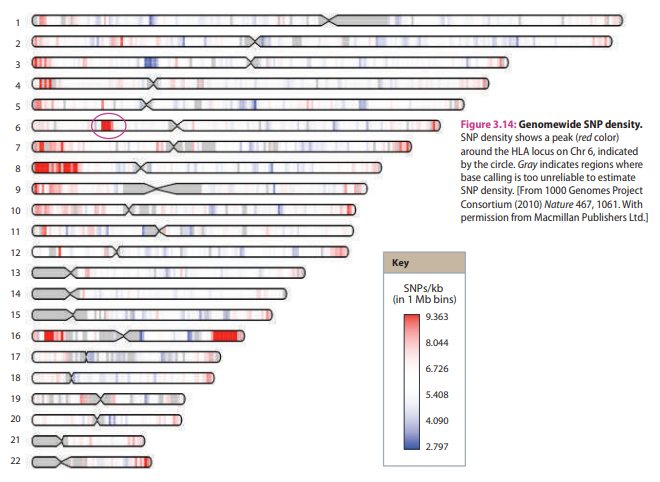 1
2
3
4
5
6
7
8
9
10
11
12
13
14
15
16
17
18
19
20
21
22
Figure 3.14: Genomewide SNP density.
SNP density shows a peak (red color)
around the HLA locus on Chr 6, indicated
by the circle. Gray indicates regions where
base calling is too unreliable to estimate
SNP density. [From 1000 Genomes Project
Consortium (2010) Nature 467, 1061. With
permission from Macmillan Publishers Ltd.]
Key
SNPs/kb
(in 1 Mb bins)
9.363
8.044
6.726
5.408
4.090
2.797